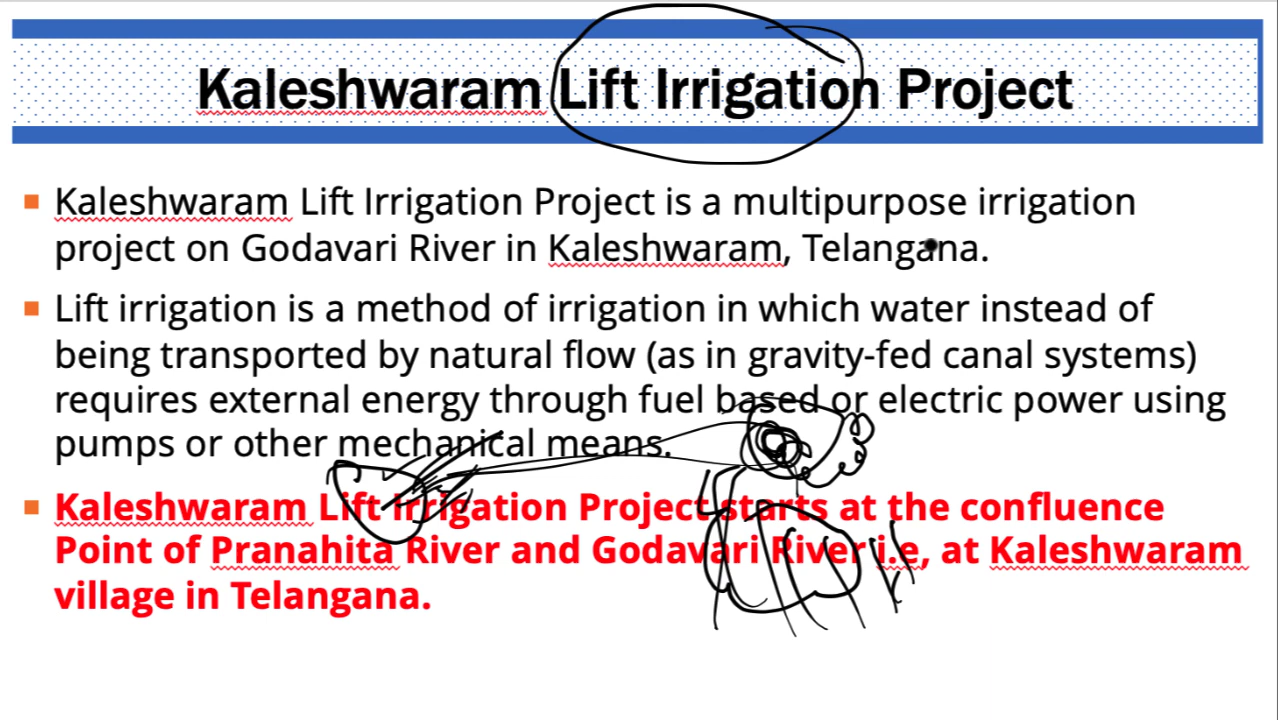 Kaleshwaram Lift Irrigation Project
Kaleshwaram Lift Irrigation Project is a multipurpose irrigation
project on Godavari River in Kaleshwaram, Telangana.
Lift irrigation is a method of irrigation in which water instead of
being transported by natural flow (as in gravity-fed canal systems)
requires external energy through fuel based or electric power using
pumps or other mechanical means.
Kaleshwaram Lift Irrigation Project starts at the confluence
Point of Pranahita River and Godavari River i.e, at Kaleshwaram
village in Telangana.